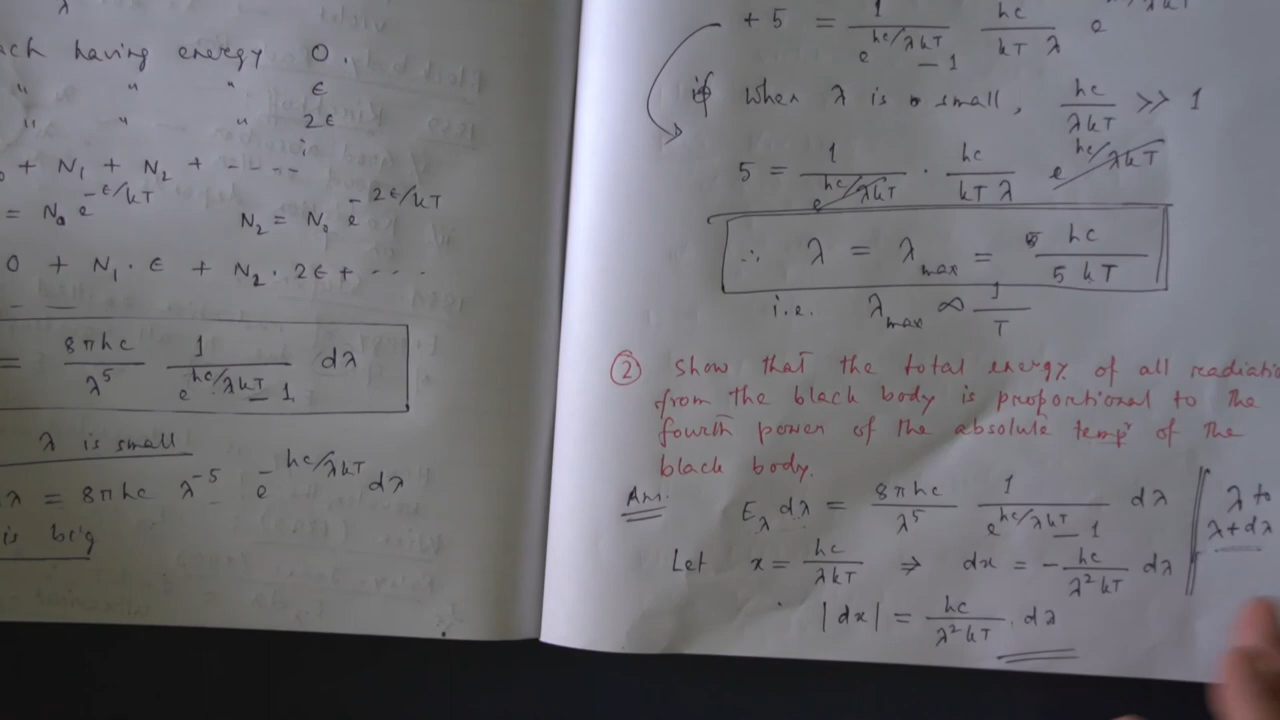 λ
ach having energy 0.
" " " ε
" " " 2ε
+ N₁ + N₂ + -----
= N₀ e^{-ε/kT} N₂ = N₀ e^{-2ε/kT}
0 + N₁·ε + N₂·2ε + ....
= 8πhc/λ⁵ 1/(e^{hc/λkT} - 1) dλ
λ is small
λ = 8πhc λ⁻⁵ e^{-hc/λkT} dλ
is big
+ 5 = 1/(e^{hc/λkT} - 1) hc/(kT λ) e
when λ is small, hc/λkT >> 1
5 = 1/e^{hc/λkT} · hc/(kT λ) e^{hc/λkT}
∴ λ = λmax = hc/5kT
i.e. λmax ∝ 1/T
② Show that the total energy of all radiatio
from the black body is proportional to the
fourth power of the absolute tempr of the
black body.
Ans. E_λ dλ = 8πhc/λ⁵ 1/(e^{hc/λkT} - 1) dλ λ to λ+dλ
Let x = hc/λkT ⇒ dx = - hc/λ²kT dλ
|dx| = hc/λ²kT . dλ